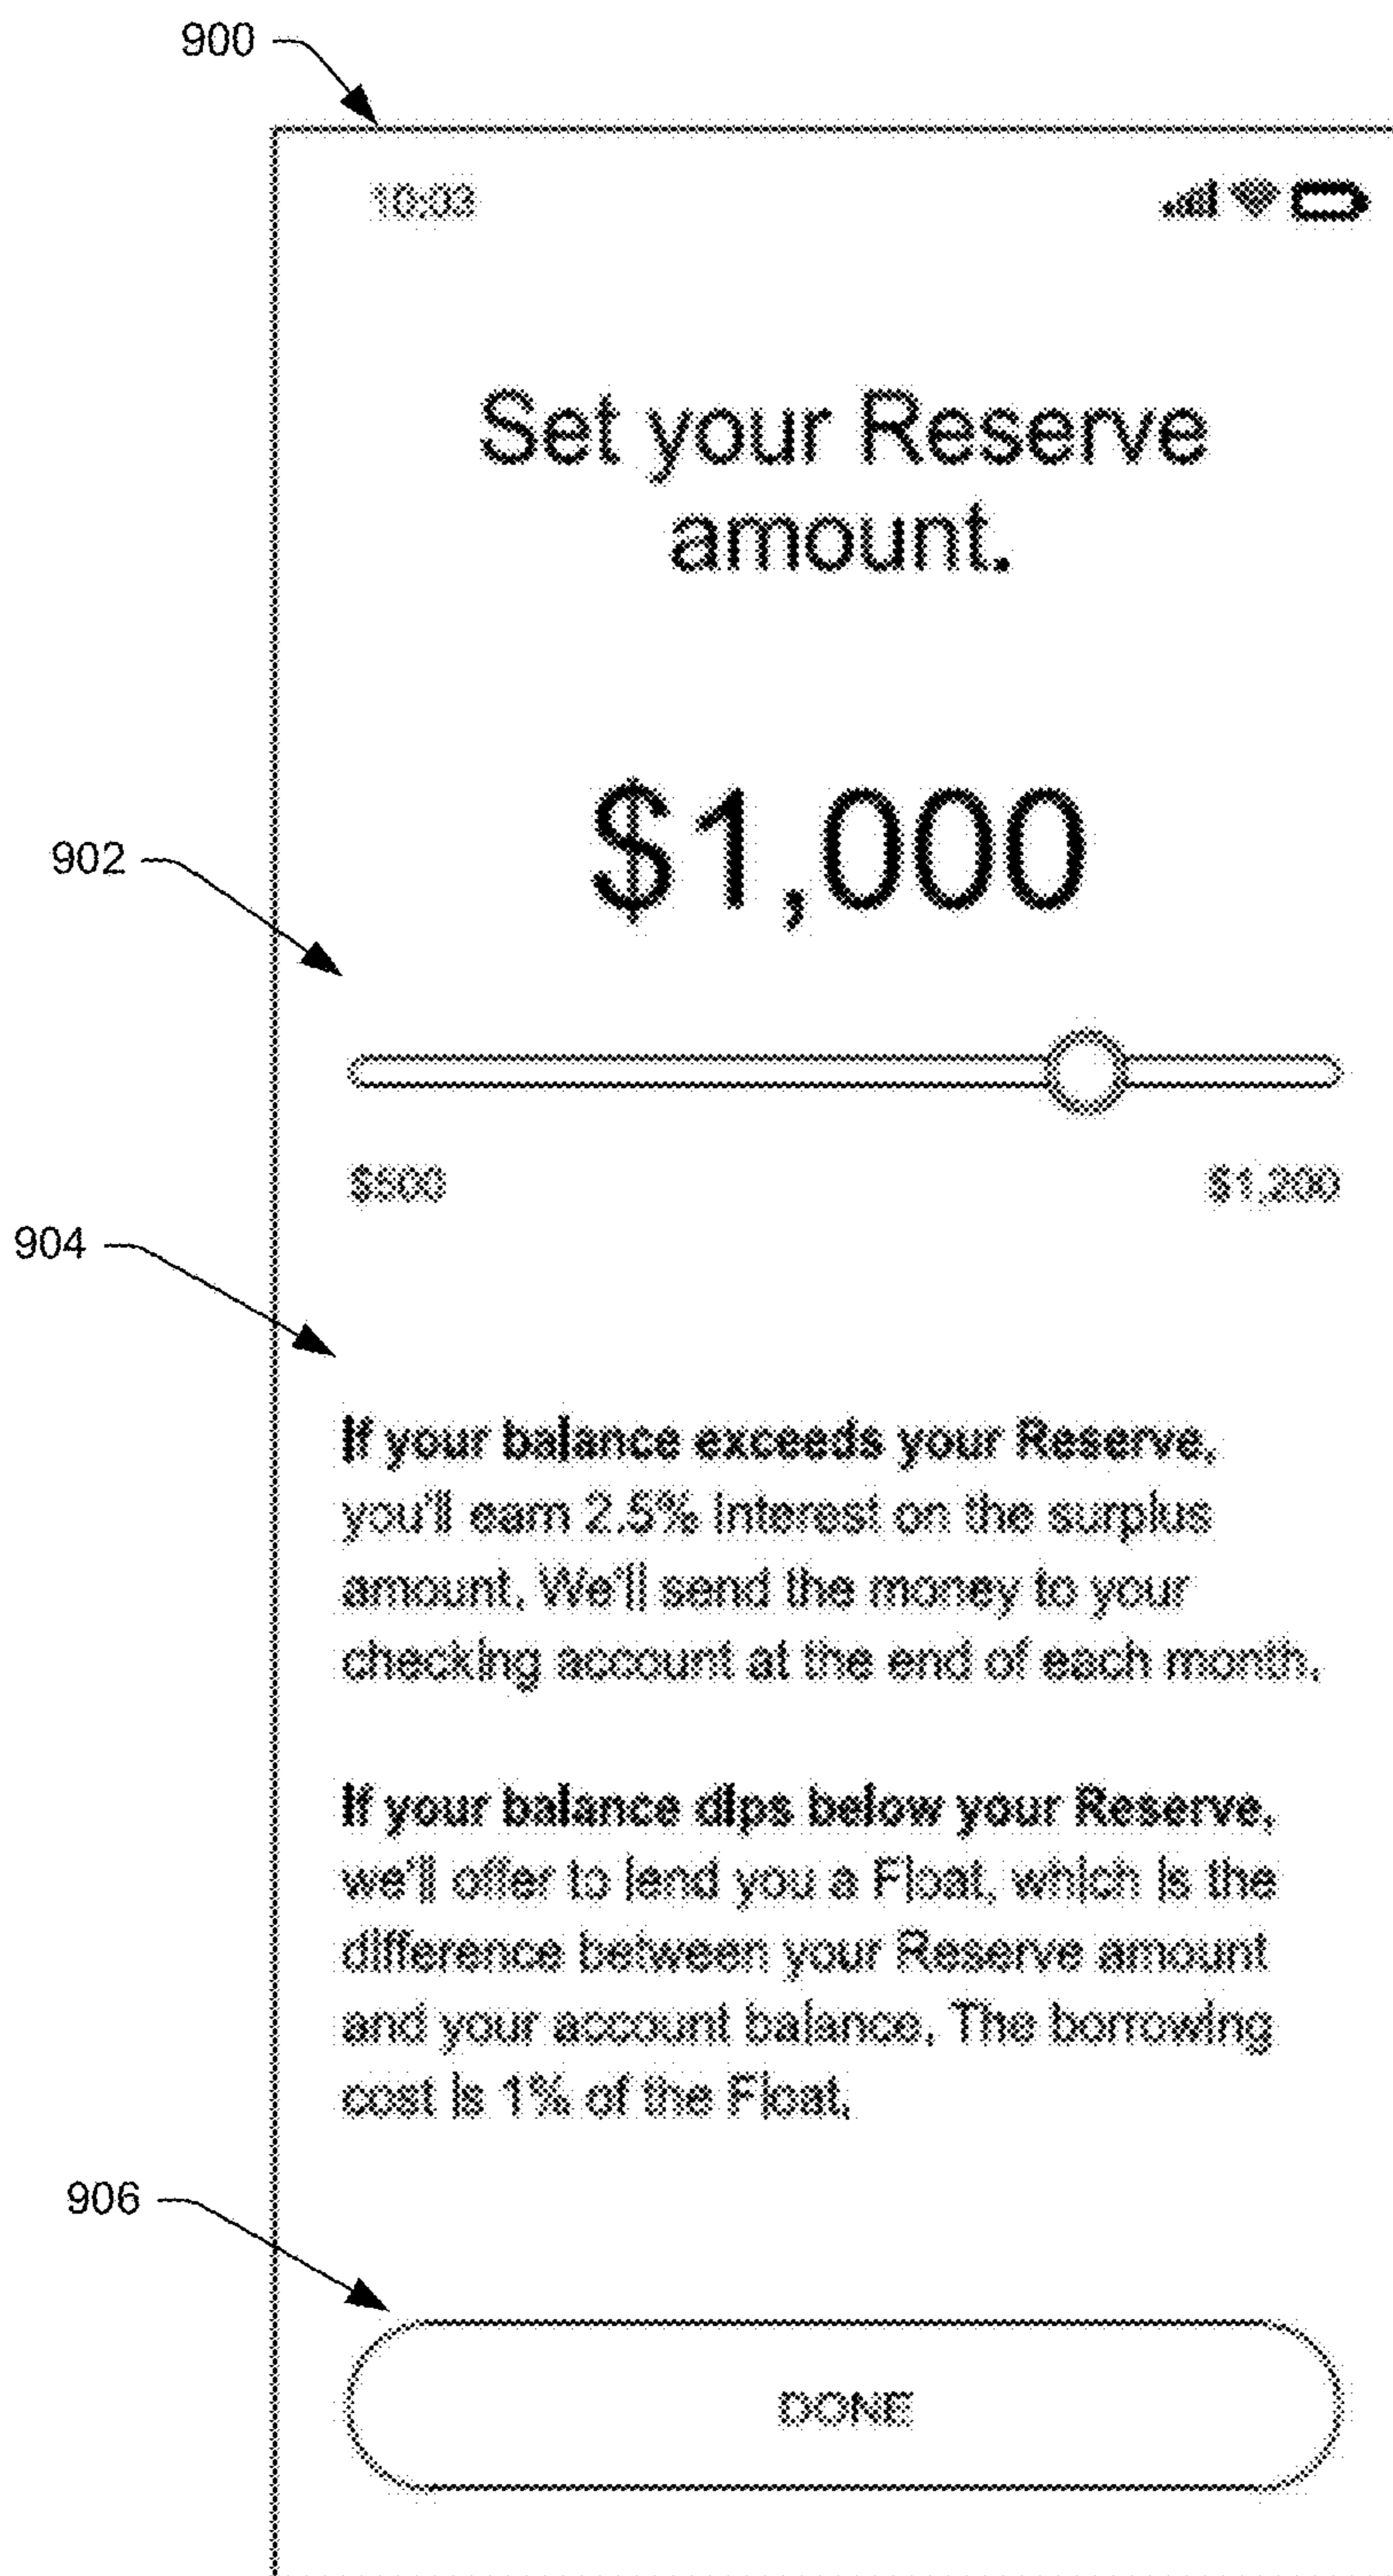 900
10:03
Set your Reserve
amount.
$1,000
902
$500 $1,200
904
If your balance exceeds your Reserve,
you'll earn 2.5% interest on the surplus
amount. We'll send the money to your
checking account at the end of each month.
If your balance dips below your Reserve,
we'll offer to lend you a Float, which is the
difference between your Reserve amount
and your account balance. The borrowing
cost is 1% of the Float.
906
DONE